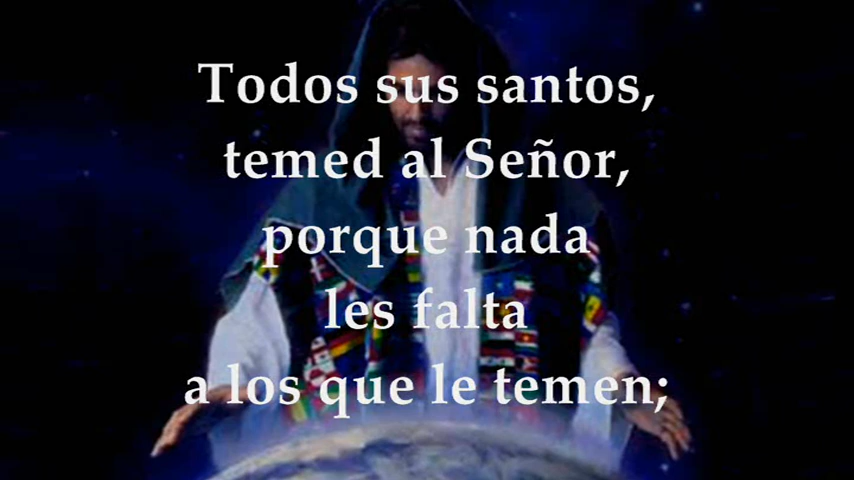 Todos sus santos,
temed al Señor,
porque nada
les falta
a los que le temen;